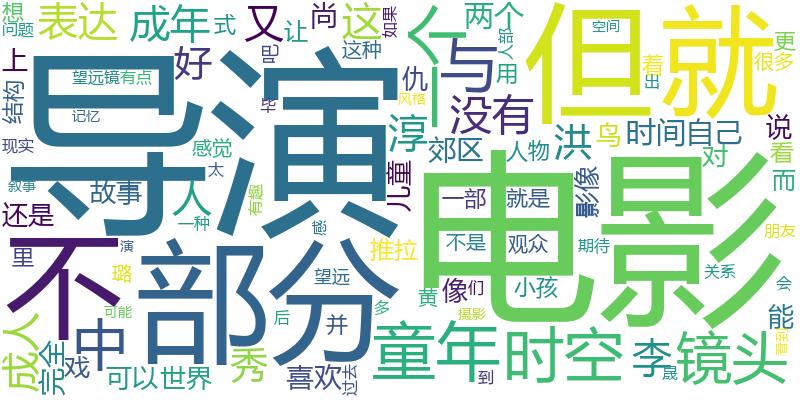 想
问题
表达
成年
式
又
让
尚
这
如果
两个
但
就
空间
人部
上
好
吧
这种
个
与
更
很多
望远镜
有点
仇
用
着
出
结构
导演
没有
风格
记忆
淳
洪
鸟
时间
自己
说
现实
感觉
郊区
人物
对
看
叙事
太
故事
人
儿童
影像
而
电影
有趣
一部
就是
还是
一种
不是
观众
期待
朋友
不
部分
感
演
推拉
里
璐
望远
像
们
小孩
关系
会
可能
黄
能
后
并
多
摄影
看到
成人
完全
戏
中
秀
童年
时空
李
镜头
可以
世界
喜欢
过去
到
晟